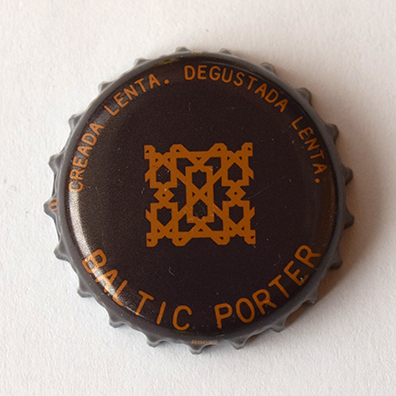 CREADA LENTA. DEGUSTADA LENTA.
BALTIC PORTER